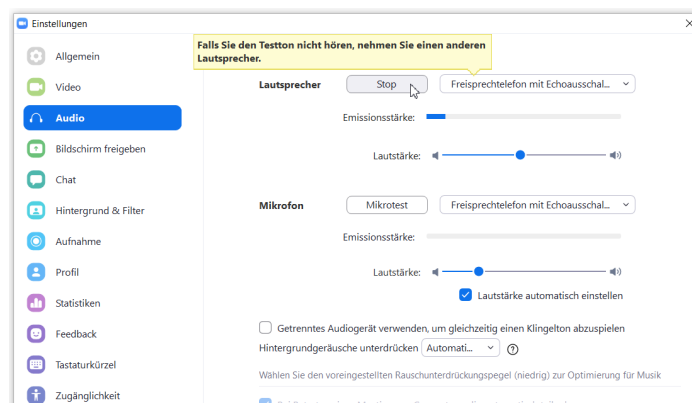 Einstellungen
Falls Sie den Testton nicht hören, nehmen Sie einen anderen
Lautsprecher.
Allgemein
Video
Audio
Bildschirm freigeben
Chat
Hintergrund & Filter
Aufnahme
Profil
Statistiken
Feedback
Tastaturkürzel
Zugänglichkeit
Lautsprecher Stop Freisprechtelefon mit Echoausschal...
Emissionsstärke:
Lautstärke:
Mikrofon Mikrotest Freisprechtelefon mit Echoausschal...
Emissionsstärke:
Lautstärke:
Lautstärke automatisch einstellen
Getrenntes Audiogerät verwenden, um gleichzeitig einen Klingelton abzuspielen
Hintergrundgeräusche unterdrücken Automati...
Wählen Sie den voreingestellten Rauschunterdrückungspegel (niedrig) zur Optimierung für Musik